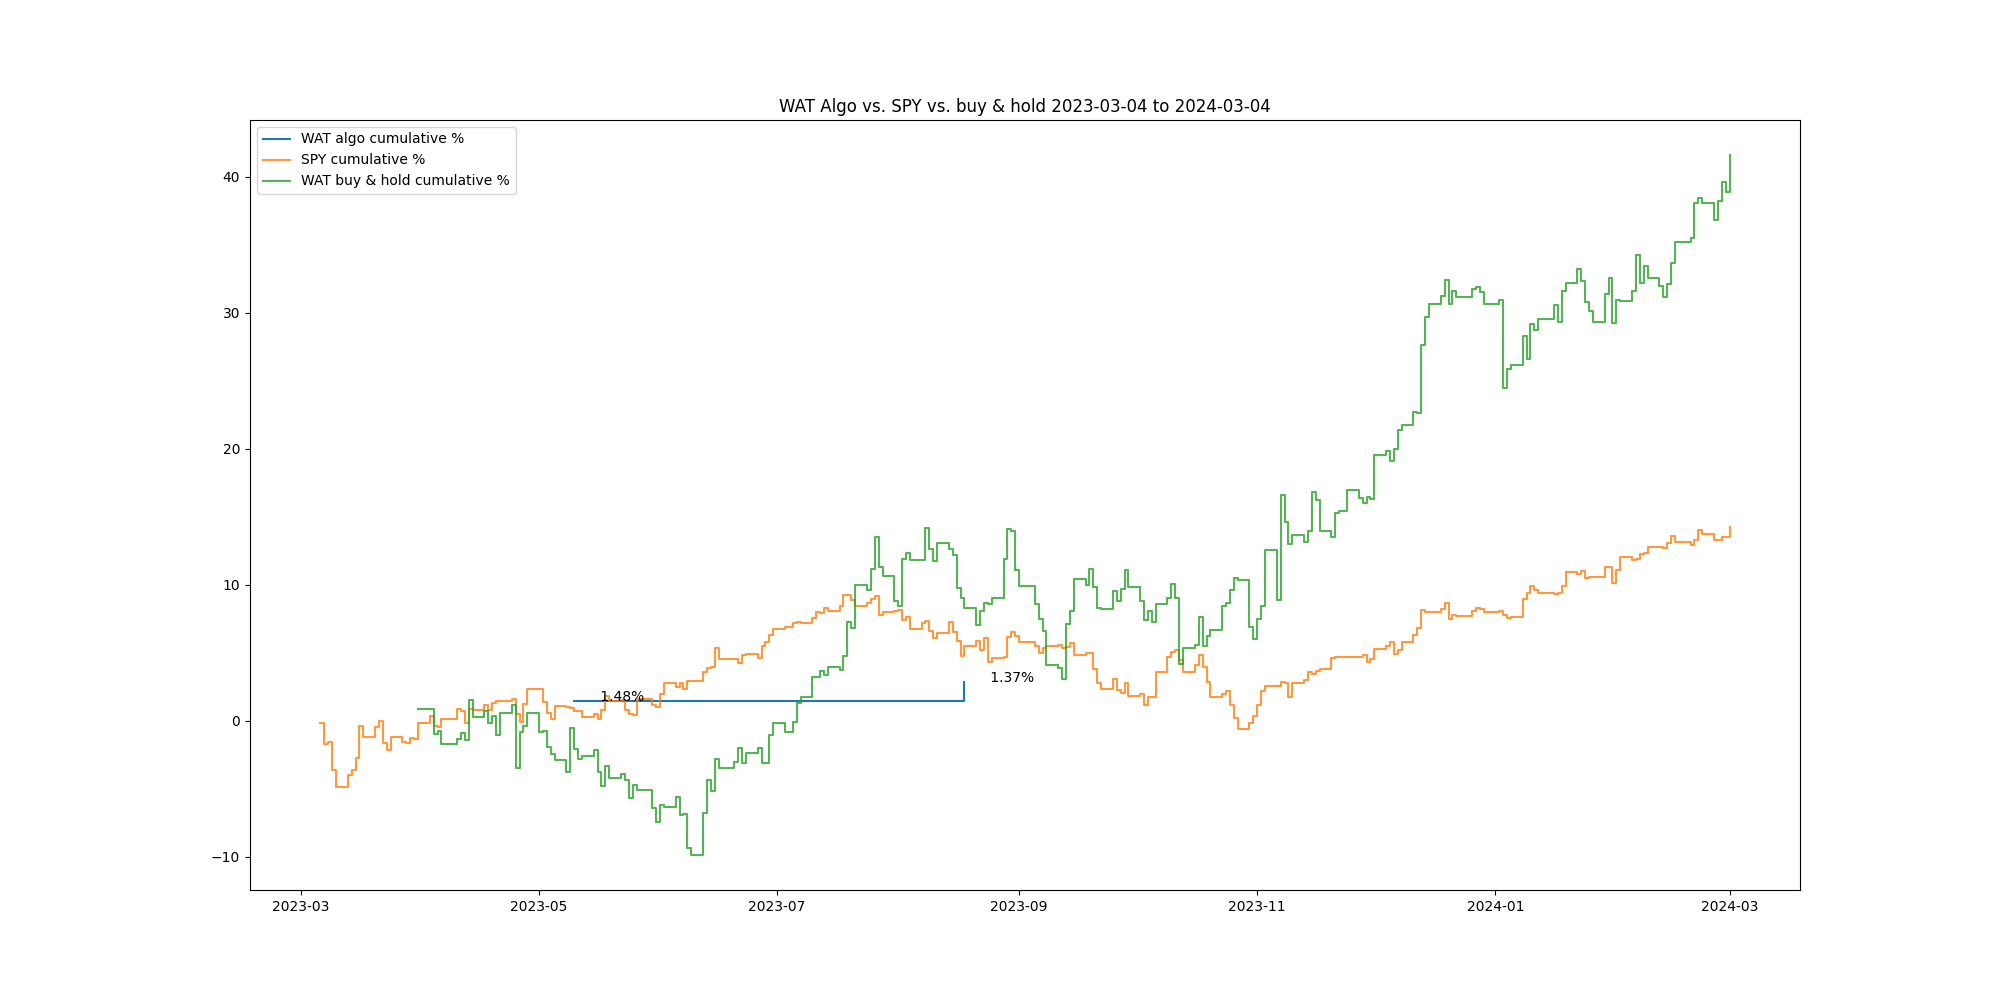 WAT Algo vs. SPY vs. buy & hold 2023-03-04 to 2024-03-04
WAT algo cumulative %
SPY cumulative %
WAT buy & hold cumulative %
40
30
20
10
0
−10
1.48%
1.37%
2023-03 2023-05 2023-07 2023-09 2023-11 2024-01 2024-03